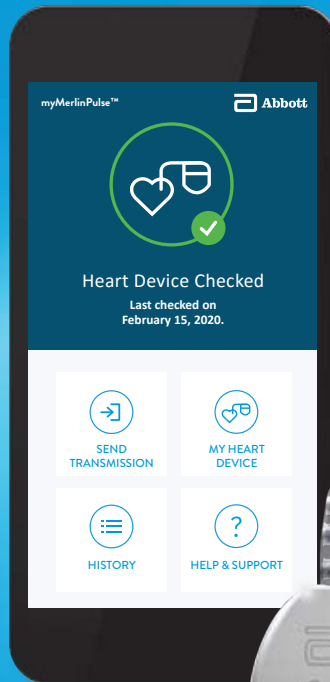 myMerlinPulse™
Abbott
Heart Device Checked
Last checked on
February 15, 2020.
SEND
TRANSMISSION
MY HEART
DEVICE
HISTORY
HELP & SUPPORT